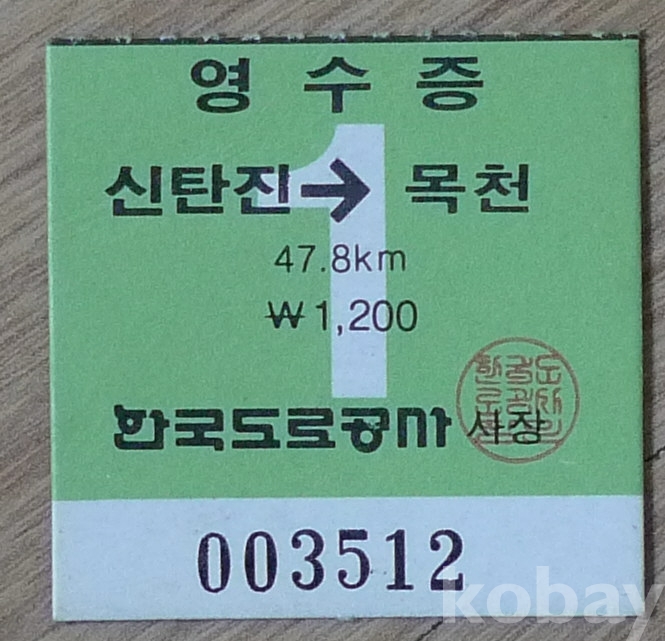 영수증
1
신탄진→목천
47.8km
₩1,200
한국도로공사 사장
003512
kobay